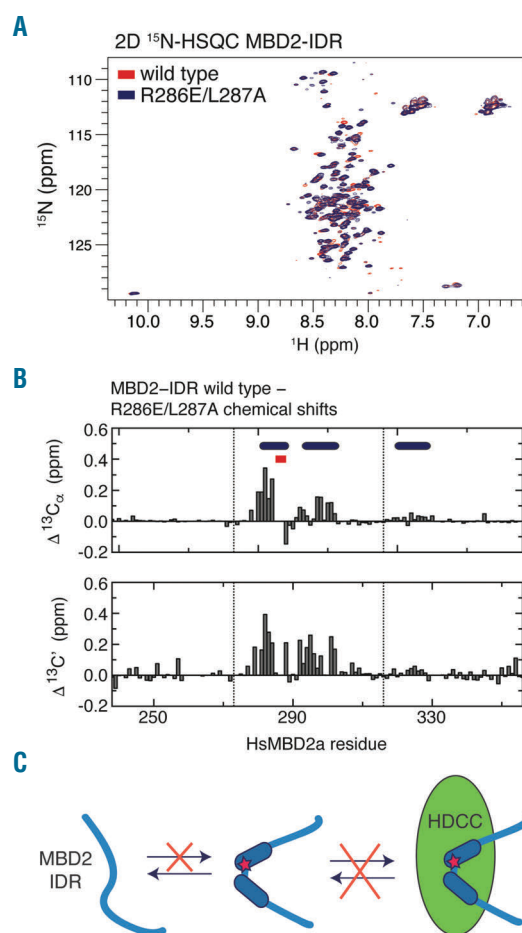 A
2D ¹⁵N-HSQC MBD2-IDR
wild type
R286E/L287A
110
115
120
125
¹⁵N (ppm)
10.0 9.5 9.0 8.5 8.0 7.5 7.0
¹H (ppm)
B
MBD2–IDR wild type –
R286E/L287A chemical shifts
0.6
0.4
0.2
0.0
-0.2
Δ ¹³Cα (ppm)
0.6
0.4
0.2
0.0
0.2
Δ ¹³C' (ppm)
250 290 330
HsMBD2a residue
C
HDCC
MBD2
IDR